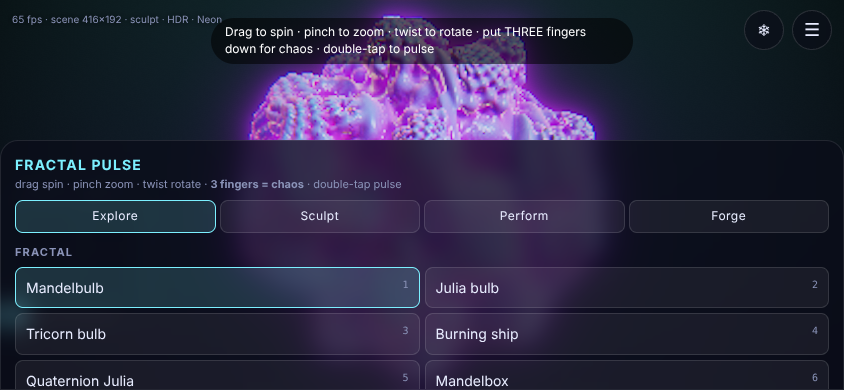 65 fps · scene 416×192 · sculpt · HDR · Neon
Drag to spin · pinch to zoom · twist to rotate · put THREE fingers
down for chaos · double-tap to pulse
❄ ☰
FRACTAL PULSE
drag spin · pinch zoom · twist rotate · 3 fingers = chaos · double-tap pulse
Explore Sculpt Perform Forge
FRACTAL
Mandelbulb 1 Julia bulb 2
Tricorn bulb 3 Burning ship 4
Quaternion Julia 5 Mandelbox 6